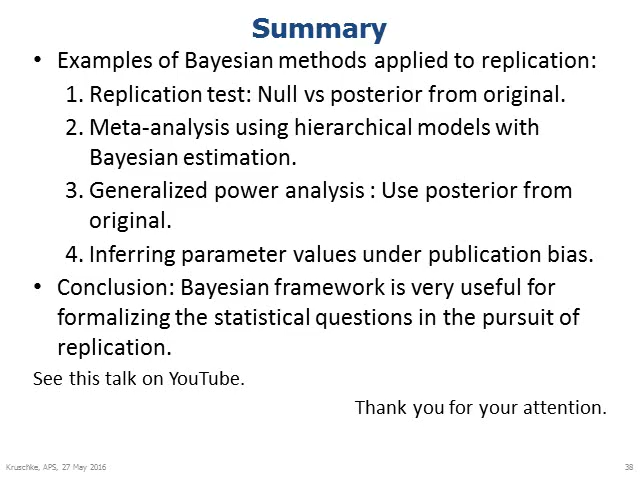 Summary
• Examples of Bayesian methods applied to replication:
1. Replication test: Null vs posterior from original.
2. Meta-analysis using hierarchical models with
Bayesian estimation.
3. Generalized power analysis : Use posterior from
original.
4. Inferring parameter values under publication bias.
• Conclusion: Bayesian framework is very useful for
formalizing the statistical questions in the pursuit of
replication.
See this talk on YouTube.
Thank you for your attention.
Kruschke, APS, 27 May 2016
38